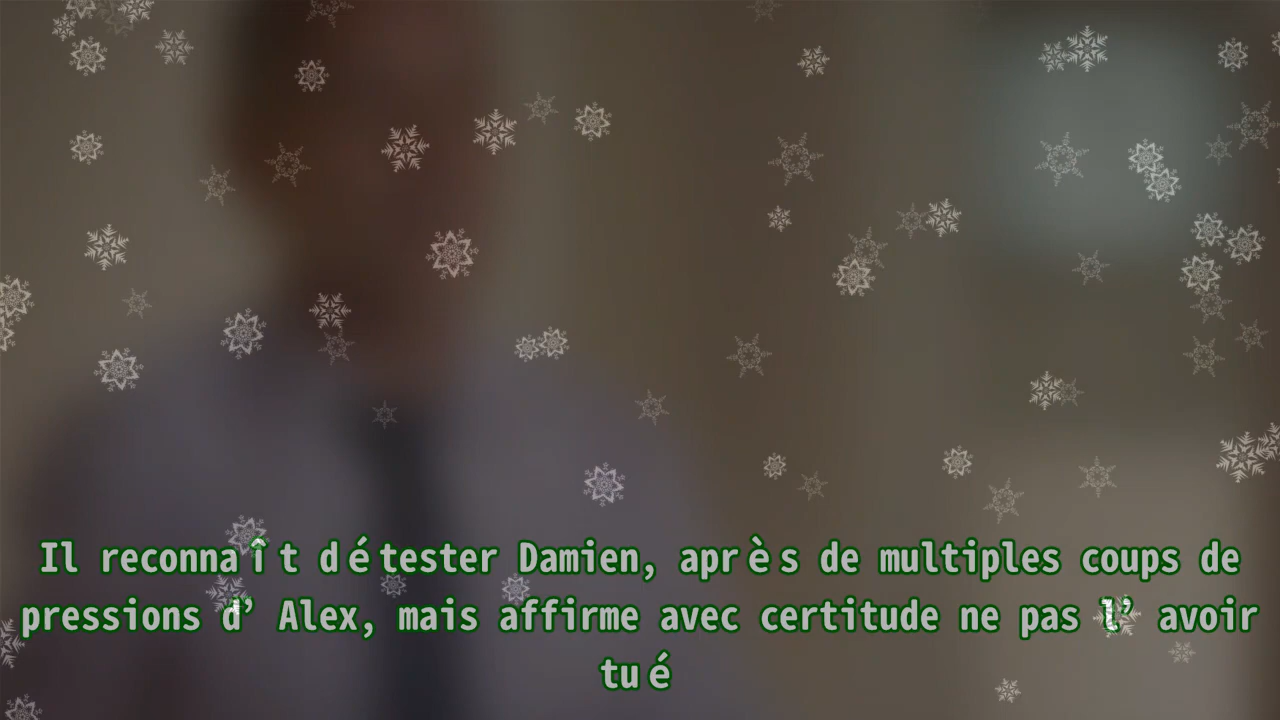 Il reconnaît détester Damien, après de multiples coups de
pressions d’ Alex, mais affirme avec certitude ne pas l’ avoir
tué